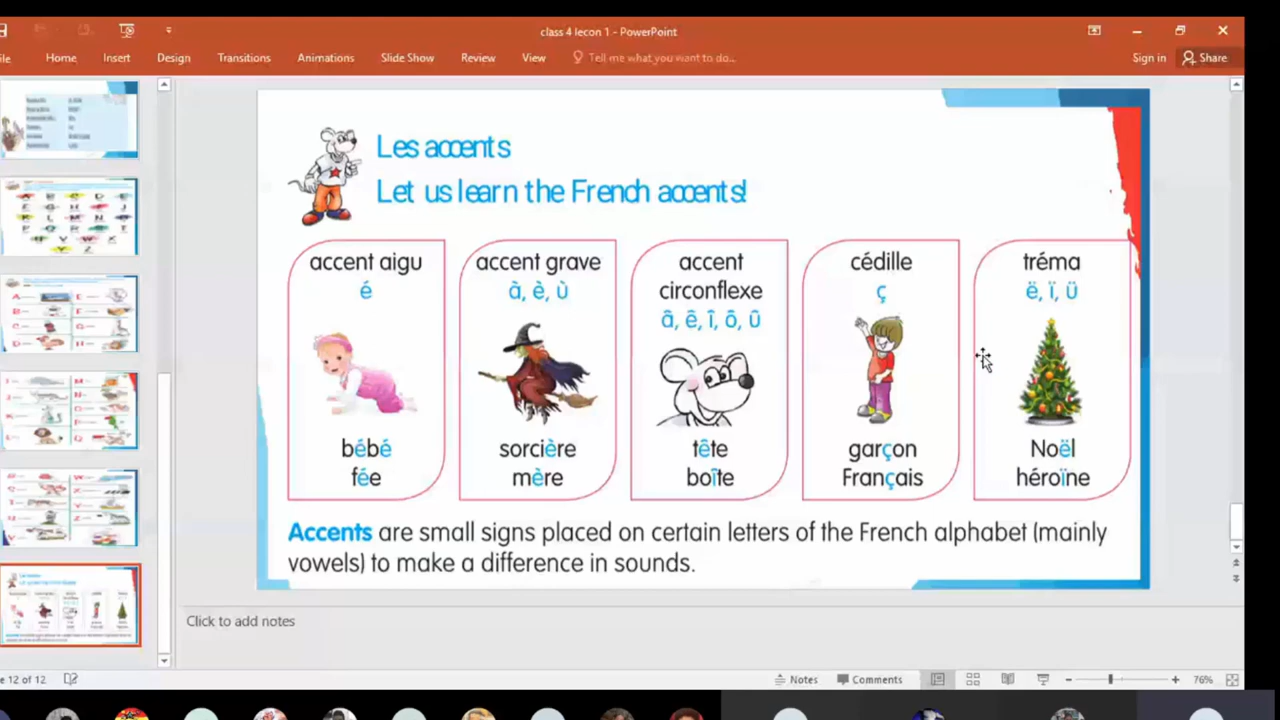 class 4 lecon 1 - PowerPoint
Home Insert Design Transitions Animations Slide Show Review View Tell me what you want to do... Sign in Share
Les accents
Let us learn the French accents!
accent aigu
é
bébé
fée
accent grave
à, è, ù
sorcière
mère
accent
circonflexe
â, ê, î, ô, û
tête
boîte
cédille
ç
garçon
Français
tréma
ë, ï, ü
Noël
héroïne
Accents are small signs placed on certain letters of the French alphabet (mainly
vowels) to make a difference in sounds.
Click to add notes
12 of 12 Notes Comments 76%